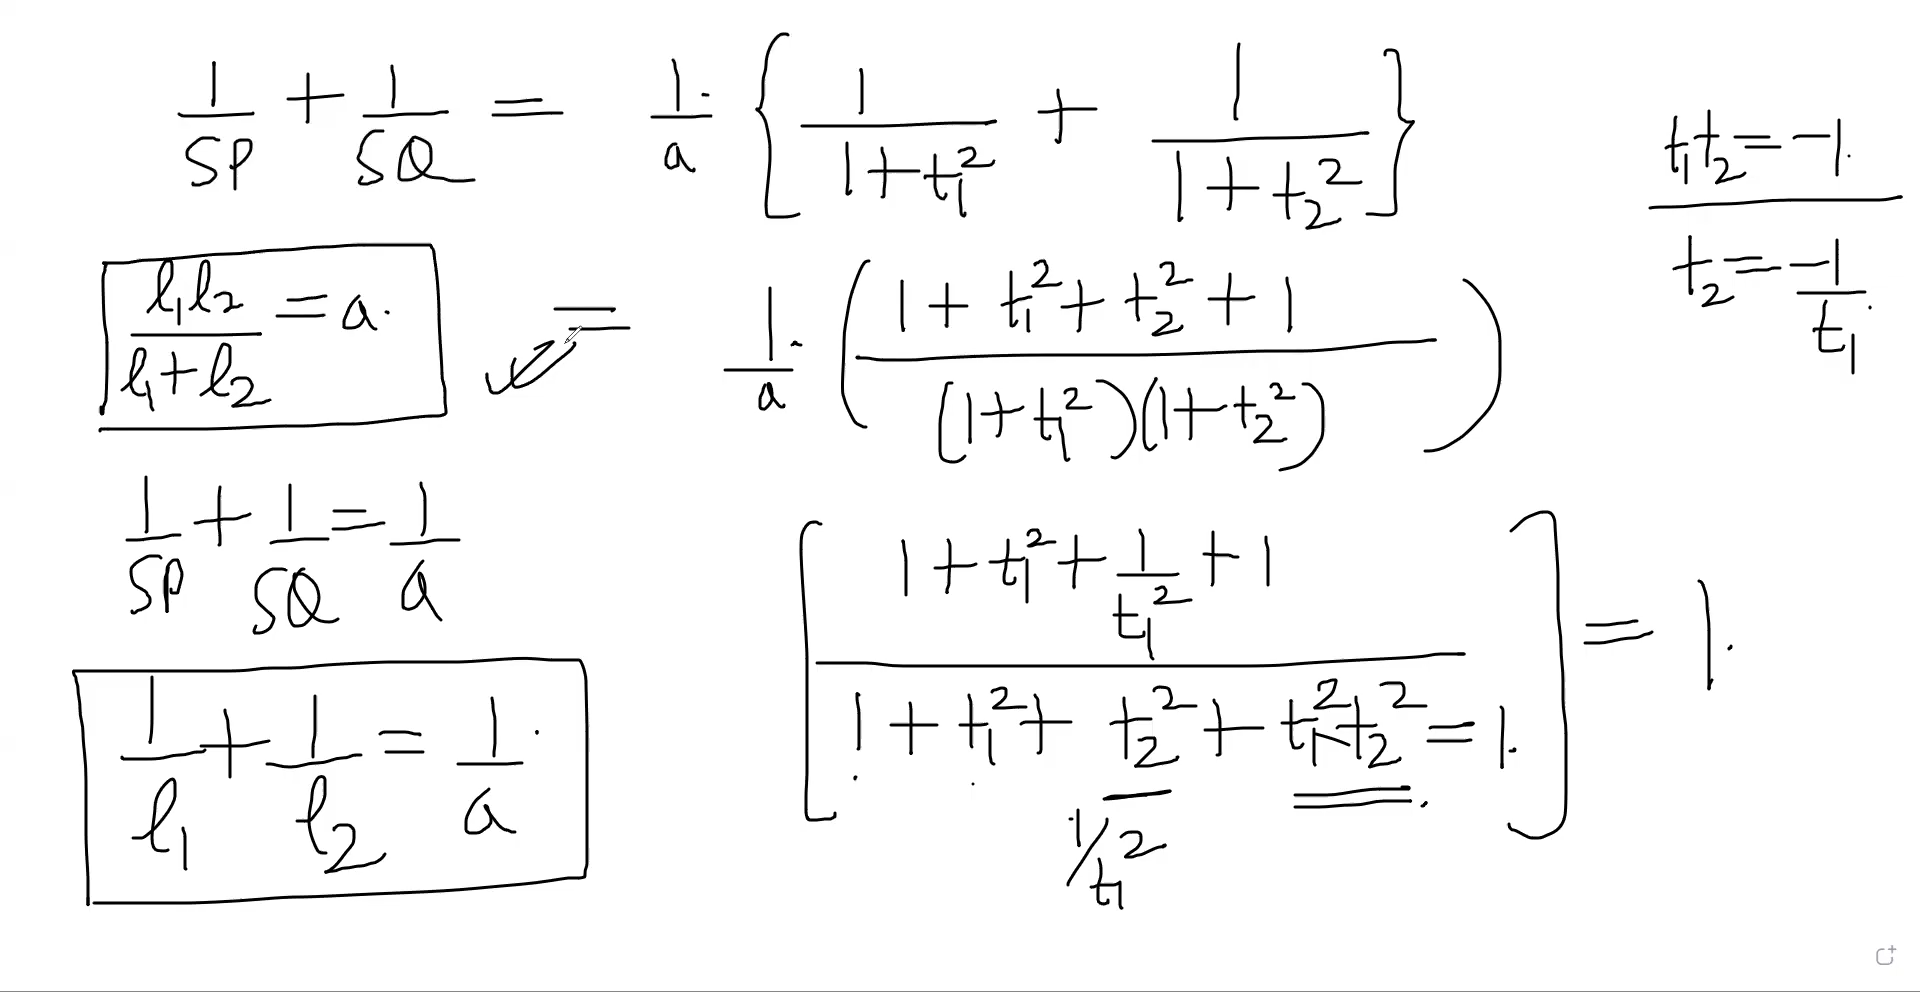 1/SP + 1/SQ = 1/a · { 1/(1+t₁²) + 1/(1+t₂²) }
t₁t₂ = -1.
t₂ = -1/t₁.
l₁l₂/(l₁+l₂) = a.
= 1/a · ( (1 + t₁² + t₂² + 1)/((1+t₁²)(1+t₂²)) )
1/SP + 1/SQ = 1/a
[ (1 + t₁² + 1/t₁² + 1)/(1 + t₁² + t₂² + t₁²t₂² = 1.) ] = 1.
1/t₁²
1/l₁ + 1/l₂ = 1/a.